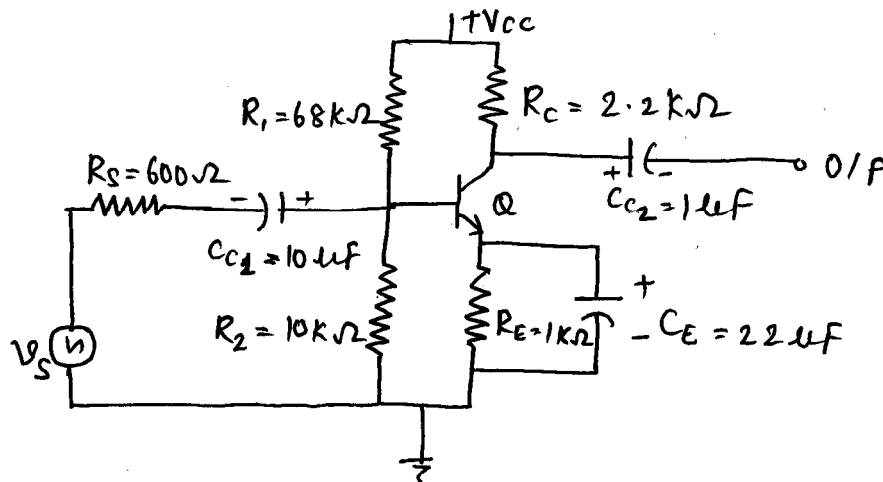 +Vcc
R₁ = 68kΩ
Rc = 2.2kΩ
Rs = 600Ω
+ -
O/P
- +
Q
Cc₂ = 1μF
Cc1 = 10μF
+
R₂ = 10kΩ
RE = 1kΩ
- CE = 22μF
vs